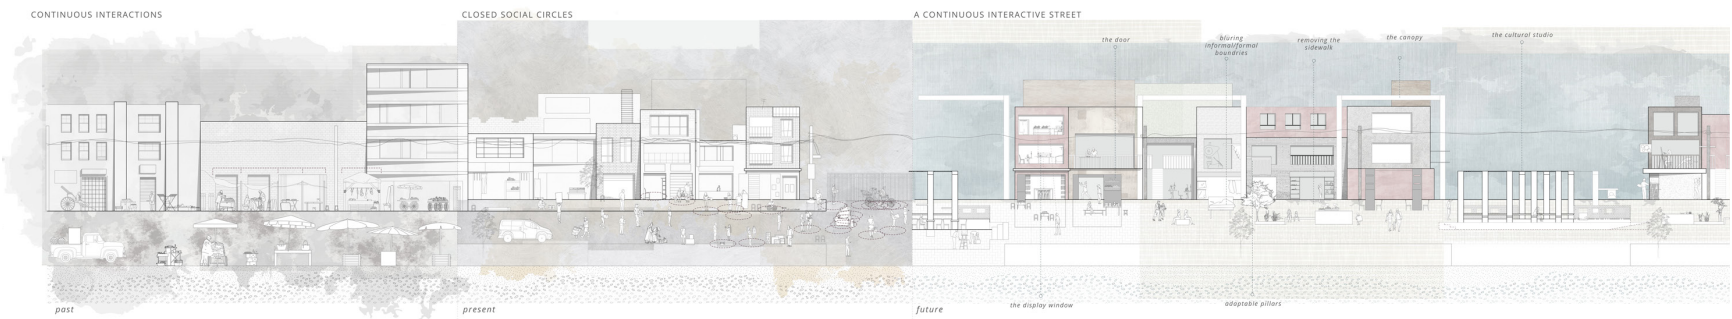 CONTINUOUS INTERACTIONS
CLOSED SOCIAL CIRCLES
A CONTINUOUS INTERACTIVE STREET
the door
bluring
informal/formal
boundries
removing the
sidewalk
the canopy
the cultural studio
the display window
adaptable pillars
past
present
future